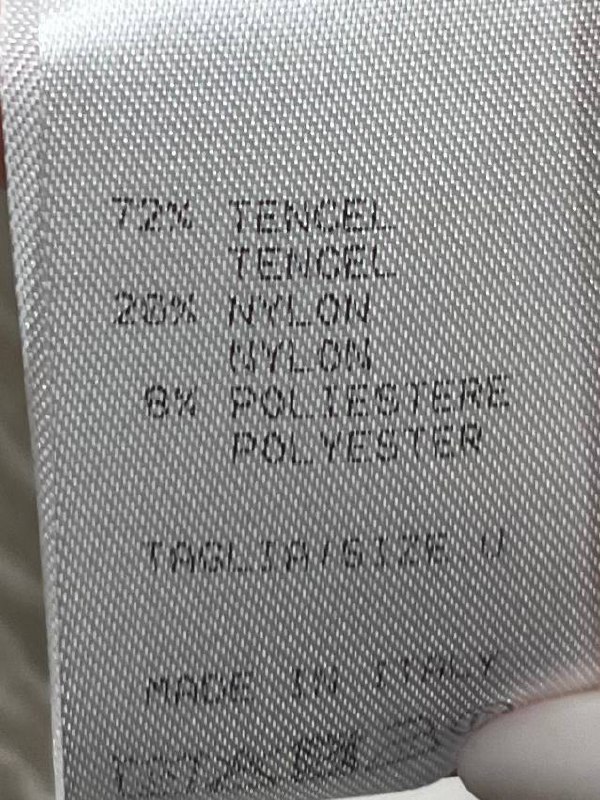 72% TENCEL
TENCEL
20% NYLON
NYLON
8% POLIESTERE
POLYESTER
TAGLIA/SIZE U
MADE IN ITALY